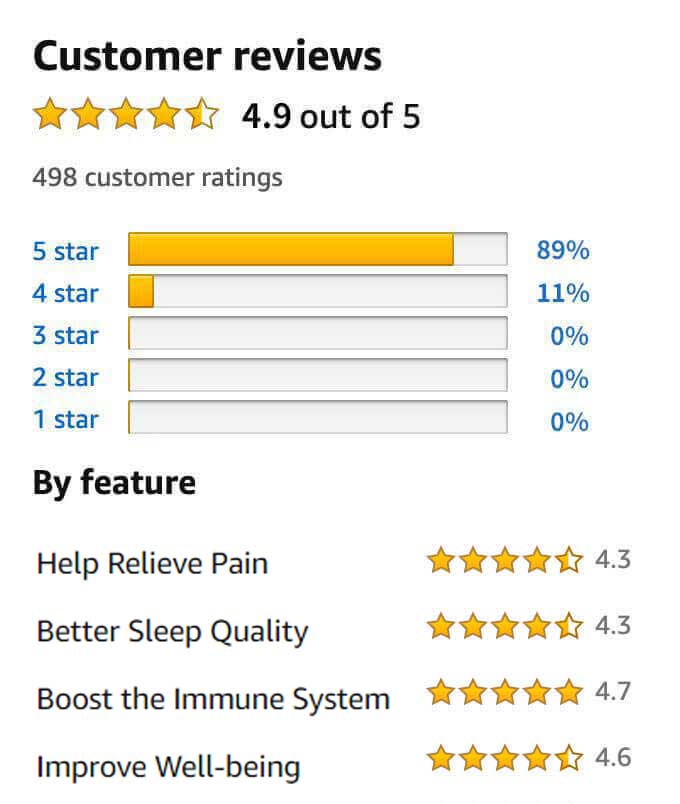 Customer reviews
4.9 out of 5
498 customer ratings
5 star 89%
4 star 11%
3 star 0%
2 star 0%
1 star 0%
By feature
Help Relieve Pain 4.3
Better Sleep Quality 4.3
Boost the Immune System 4.7
Improve Well-being 4.6